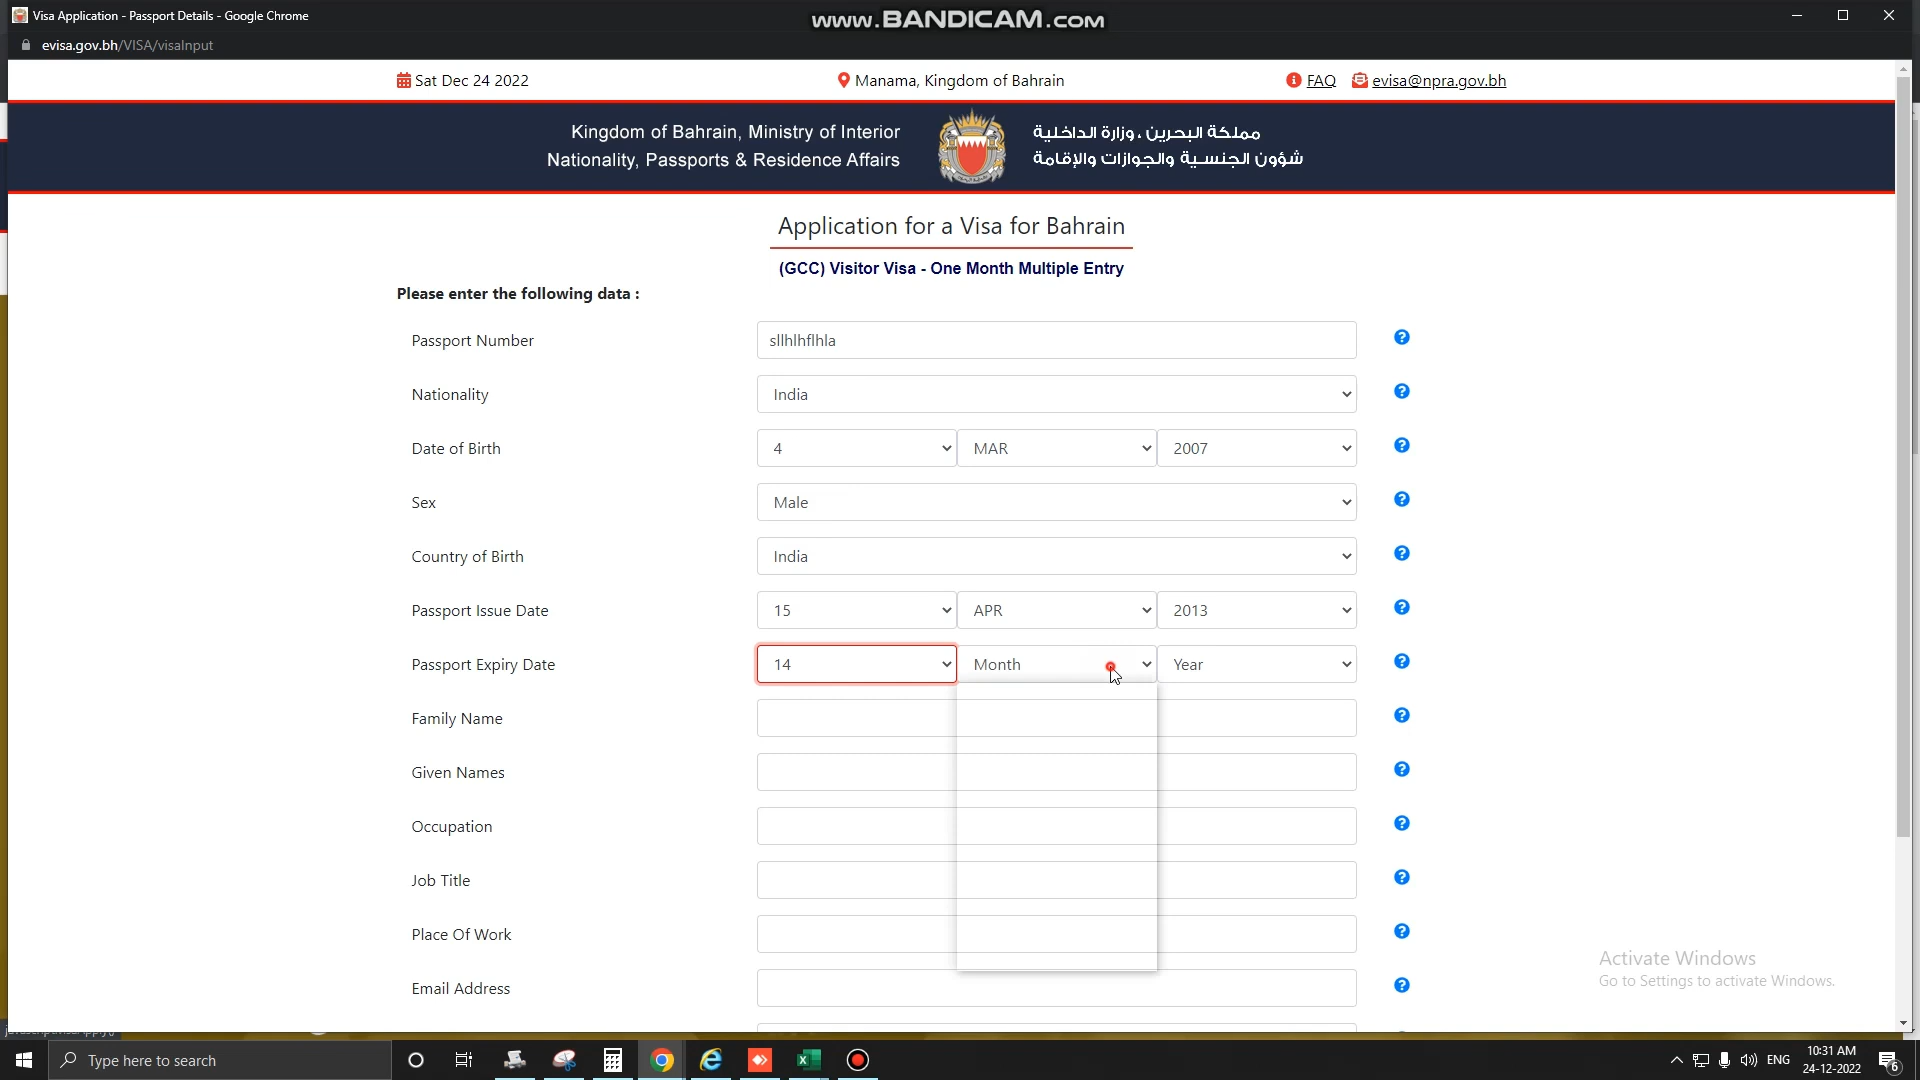 Visa Application - Passport Details - Google Chrome
www.BANDICAM.com
evisa.gov.bh/VISA/visaInput
Sat Dec 24 2022
Manama, Kingdom of Bahrain
FAQ
evisa@npra.gov.bh
Kingdom of Bahrain, Ministry of Interior
Nationality, Passports & Residence Affairs
مملكة البحرين ، وزارة الداخلية
شؤون الجنسية والجوازات والإقامة
Application for a Visa for Bahrain
(GCC) Visitor Visa - One Month Multiple Entry
Please enter the following data :
Passport Number
sllhlhflhla
Nationality
India
Date of Birth
4
MAR
2007
Sex
Male
Country of Birth
India
Passport Issue Date
15
APR
2013
Passport Expiry Date
14
Month
Year
Family Name
Given Names
Occupation
Job Title
Place Of Work
Email Address
Activate Windows
Go to Settings to activate Windows.
Type here to search
ENG
10:31 AM
24-12-2022
6